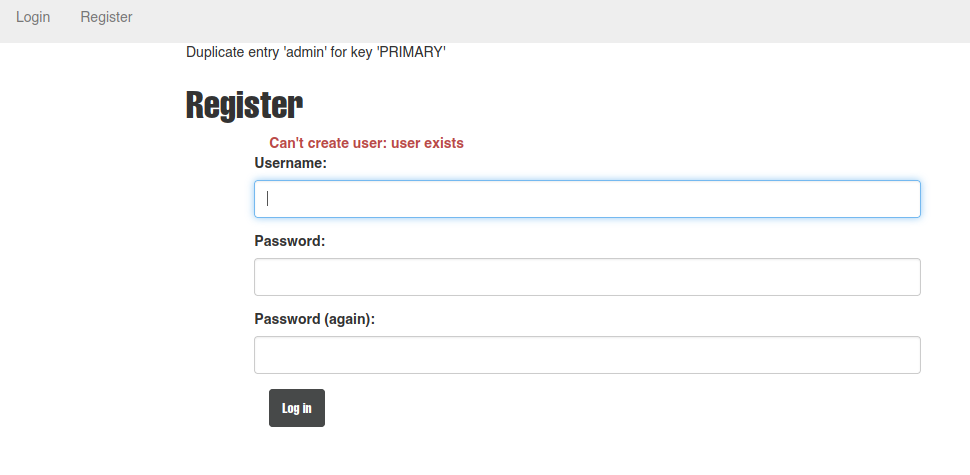 Login Register
Duplicate entry 'admin' for key 'PRIMARY'
Register
Can't create user: user exists
Username:
Password:
Password (again):
Log in